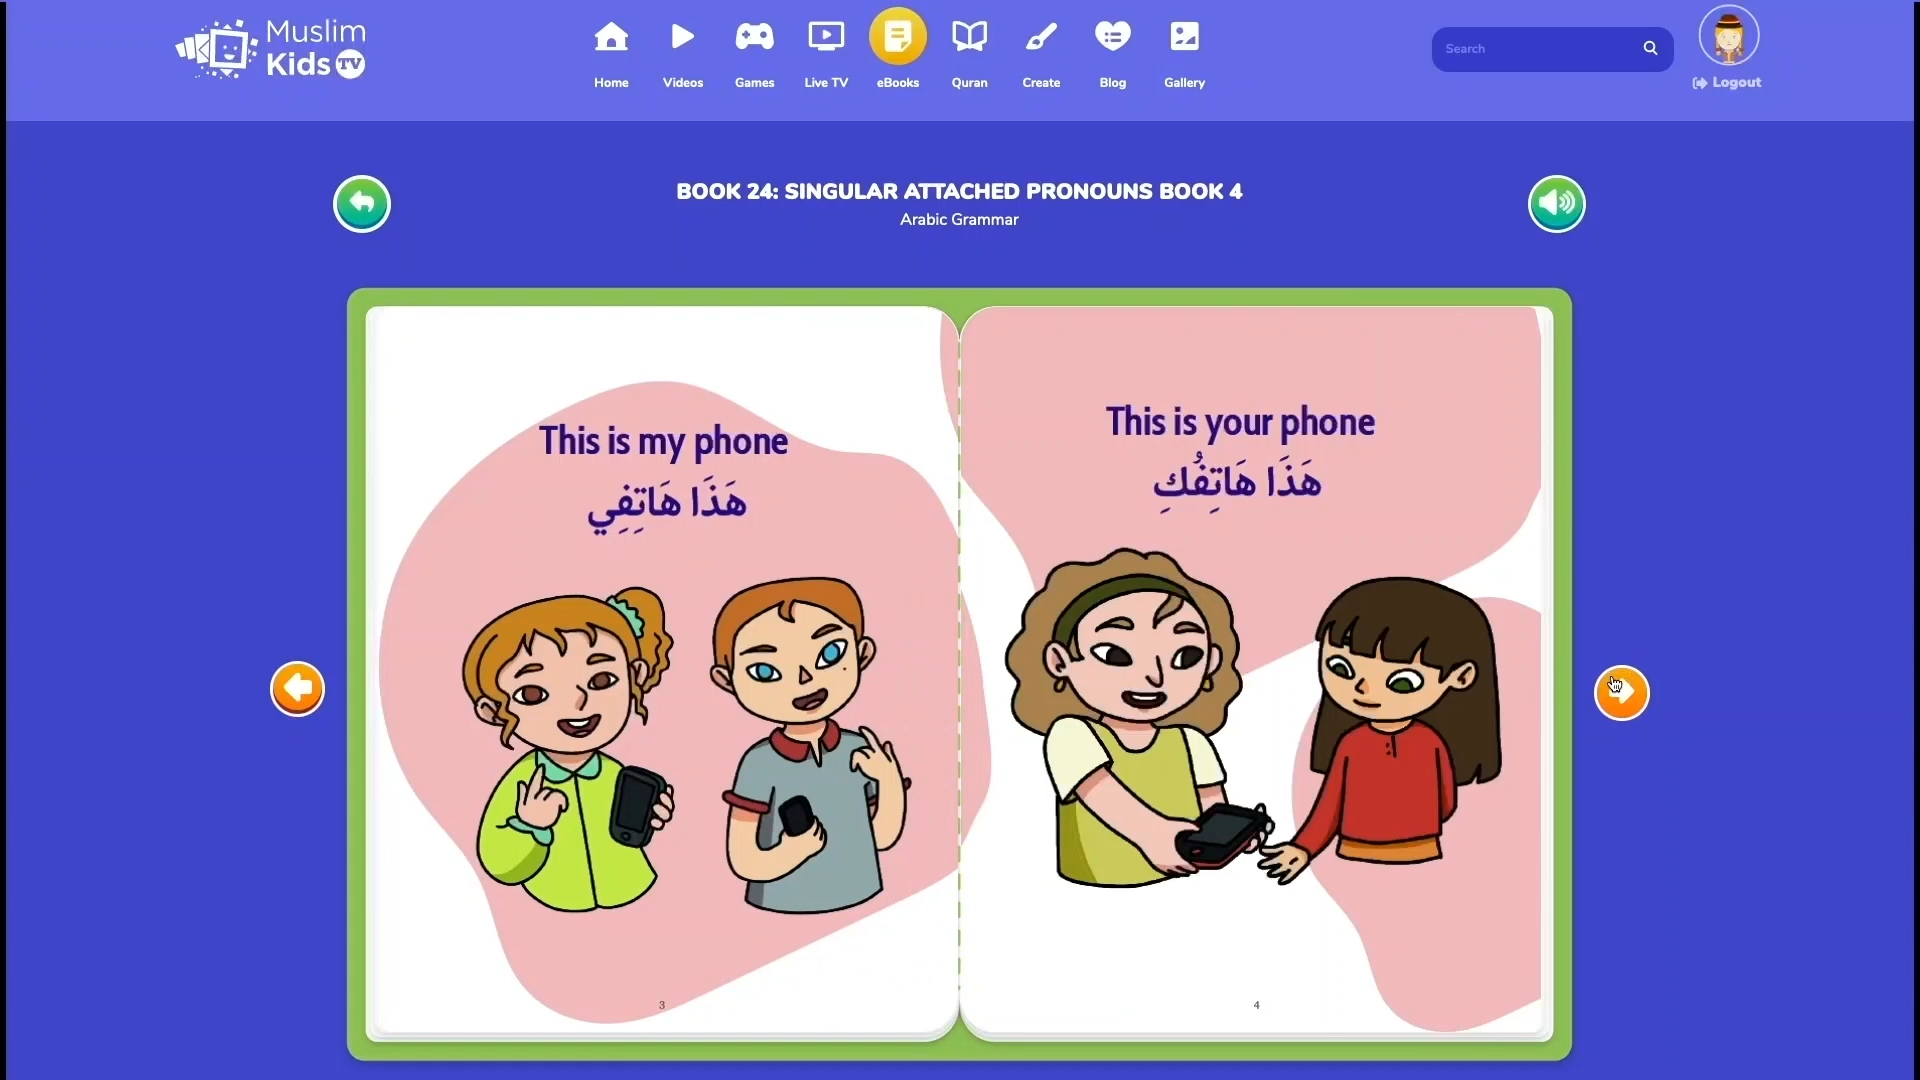 Muslim
Kids TV
Home
Videos
Games
Live TV
eBooks
Quran
Create
Blog
Gallery
Search
Logout
BOOK 24: SINGULAR ATTACHED PRONOUNS BOOK 4
Arabic Grammar
This is my phone
هَذَا هَاتِفِي
3
This is your phone
هَذَا هَاتِفُكِ
4